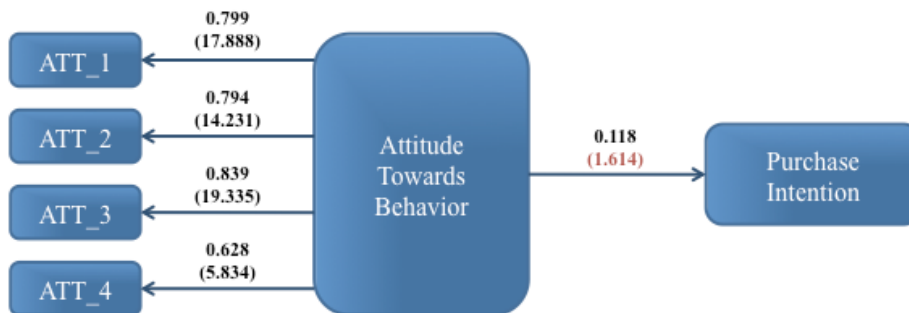 0.799
(17.888)
ATT_1
0.794
(14.231)
ATT_2
0.839
(19.335)
ATT_3
0.628
(5.834)
ATT_4
Attitude
Towards
Behavior
0.118
(1.614)
Purchase
Intention